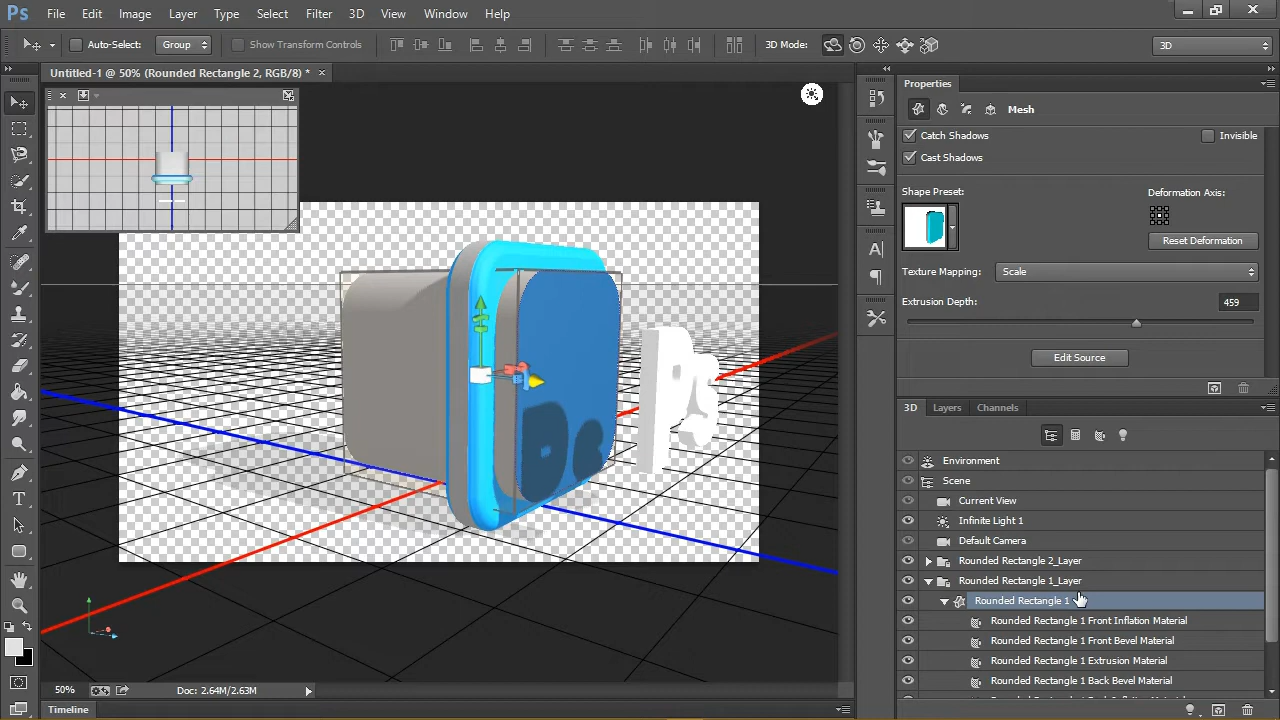 Ps File Edit Image Layer Type Select Filter 3D View Window Help
Auto-Select: Group Show Transform Controls 3D Mode: 3D
Untitled-1 @ 50% (Rounded Rectangle 2, RGB/8) *
Properties
Mesh
Catch Shadows Invisible
Cast Shadows
Shape Preset: Deformation Axis:
Reset Deformation
Texture Mapping: Scale
Extrusion Depth: 459
Edit Source
Ps
3D Layers Channels
Environment
Scene
Current View
Infinite Light 1
Default Camera
Rounded Rectangle 2_Layer
Rounded Rectangle 1_Layer
Rounded Rectangle 1
Rounded Rectangle 1 Front Inflation Material
Rounded Rectangle 1 Front Bevel Material
Rounded Rectangle 1 Extrusion Material
Rounded Rectangle 1 Back Bevel Material
50% Doc: 2.64M/2.63M
Timeline